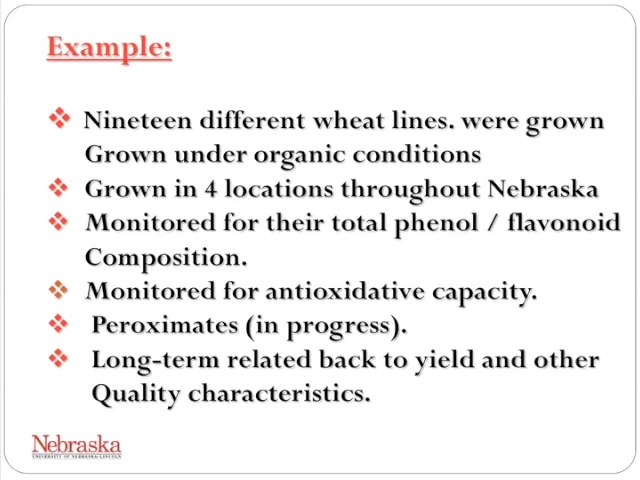 Example:
Nineteen different wheat lines. were grown
Grown under organic conditions
Grown in 4 locations throughout Nebraska
Monitored for their total phenol / flavonoid
Composition.
Monitored for antioxidative capacity.
Peroximates (in progress).
Long-term related back to yield and other
Quality characteristics.
Nebraska
UNIVERSITY OF NEBRASKA-LINCOLN